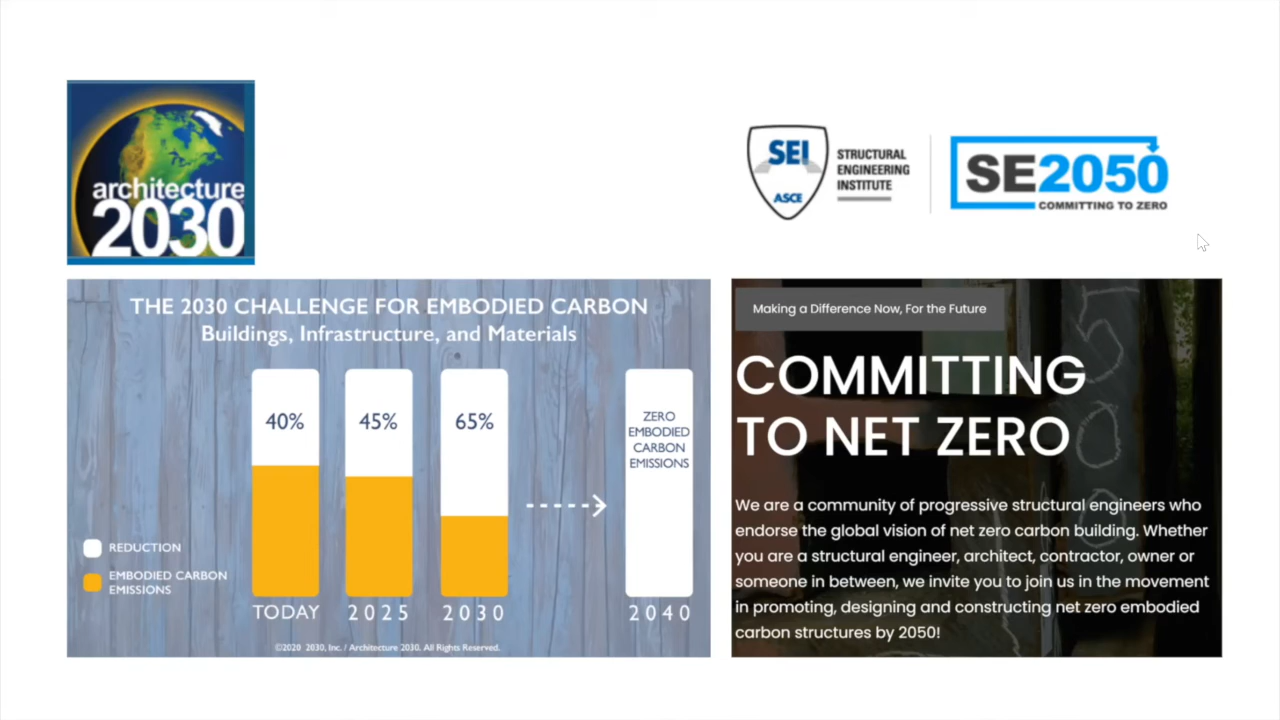 architecture
2030
SEI
ASCE
STRUCTURAL
ENGINEERING
INSTITUTE
SE2050
COMMITTING TO ZERO
THE 2030 CHALLENGE FOR EMBODIED CARBON
Buildings, Infrastructure, and Materials
40%
45%
65%
ZERO
EMBODIED
CARBON
EMISSIONS
REDUCTION
EMBODIED CARBON
EMISSIONS
TODAY
2025
2030
2040
©2020 2030, Inc. / Architecture 2030. All Rights Reserved.
Making a Difference Now, For the Future
COMMITTING
TO NET ZERO
We are a community of progressive structural engineers who
endorse the global vision of net zero carbon building. Whether
you are a structural engineer, architect, contractor, owner or
someone in between, we invite you to join us in the movement
in promoting, designing and constructing net zero embodied
carbon structures by 2050!